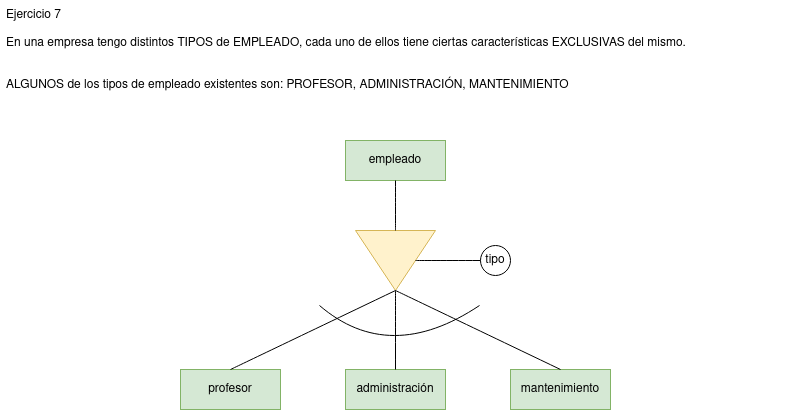 Ejercicio 7
En una empresa tengo distintos TIPOS de EMPLEADO, cada uno de ellos tiene ciertas características EXCLUSIVAS del mismo.
ALGUNOS de los tipos de empleado existentes son: PROFESOR, ADMINISTRACIÓN, MANTENIMIENTO
empleado
tipo
profesor
administración
mantenimiento